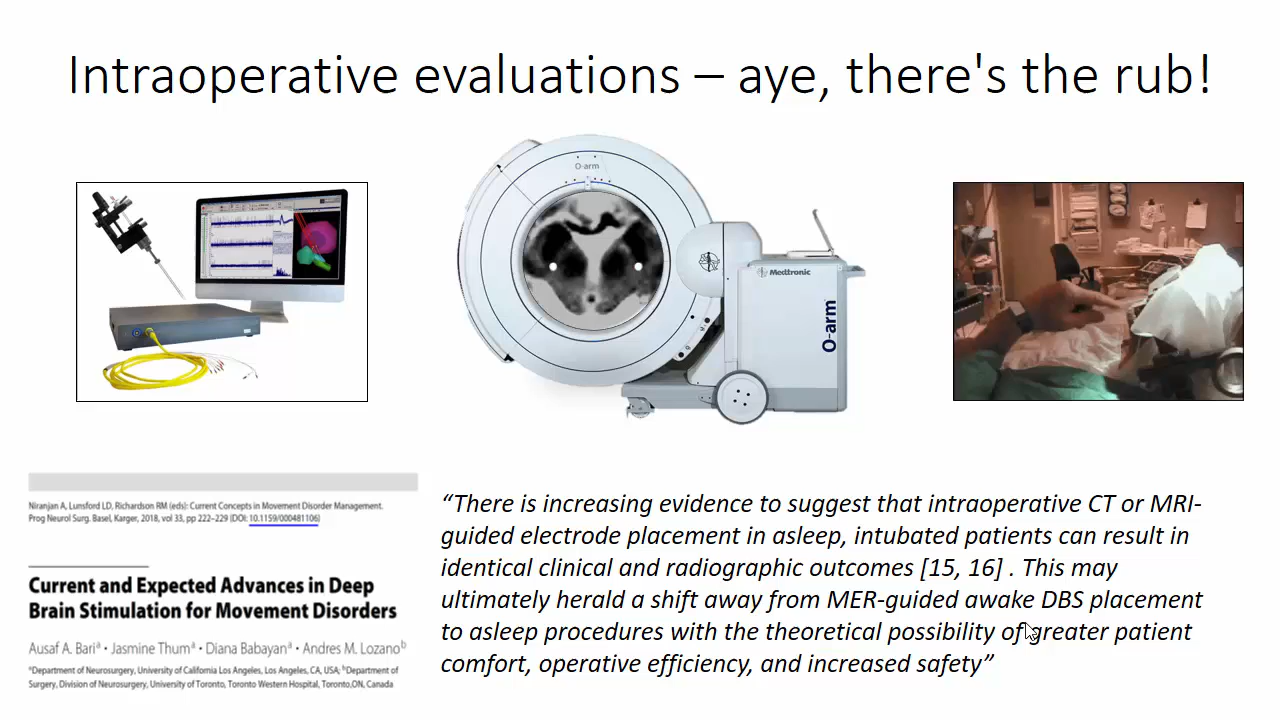 Intraoperative evaluations – aye, there's the rub!
O-arm
Medtronic
O-arm
Niranjan A, Lunsford LD, Richardson RM (eds): Current Concepts in Movement Disorder Management.
Prog Neurol Surg. Basel, Karger, 2018, vol 33, pp 222–229 (DOI: 10.1159/000481106)
Current and Expected Advances in Deep
Brain Stimulation for Movement Disorders
Ausaf A. Bariᵃ • Jasmine Thumᵃ • Diana Babayanᵃ • Andres M. Lozanoᵇ
ᵃDepartment of Neurosurgery, University of California Los Angeles, Los Angeles, CA, USA; ᵇDepartment of
Surgery, Division of Neurosurgery, University of Toronto, Toronto Western Hospital, Toronto,ON, Canada
“There is increasing evidence to suggest that intraoperative CT or MRI-
guided electrode placement in asleep, intubated patients can result in
identical clinical and radiographic outcomes [15, 16] . This may
ultimately herald a shift away from MER-guided awake DBS placement
to asleep procedures with the theoretical possibility of greater patient
comfort, operative efficiency, and increased safety”